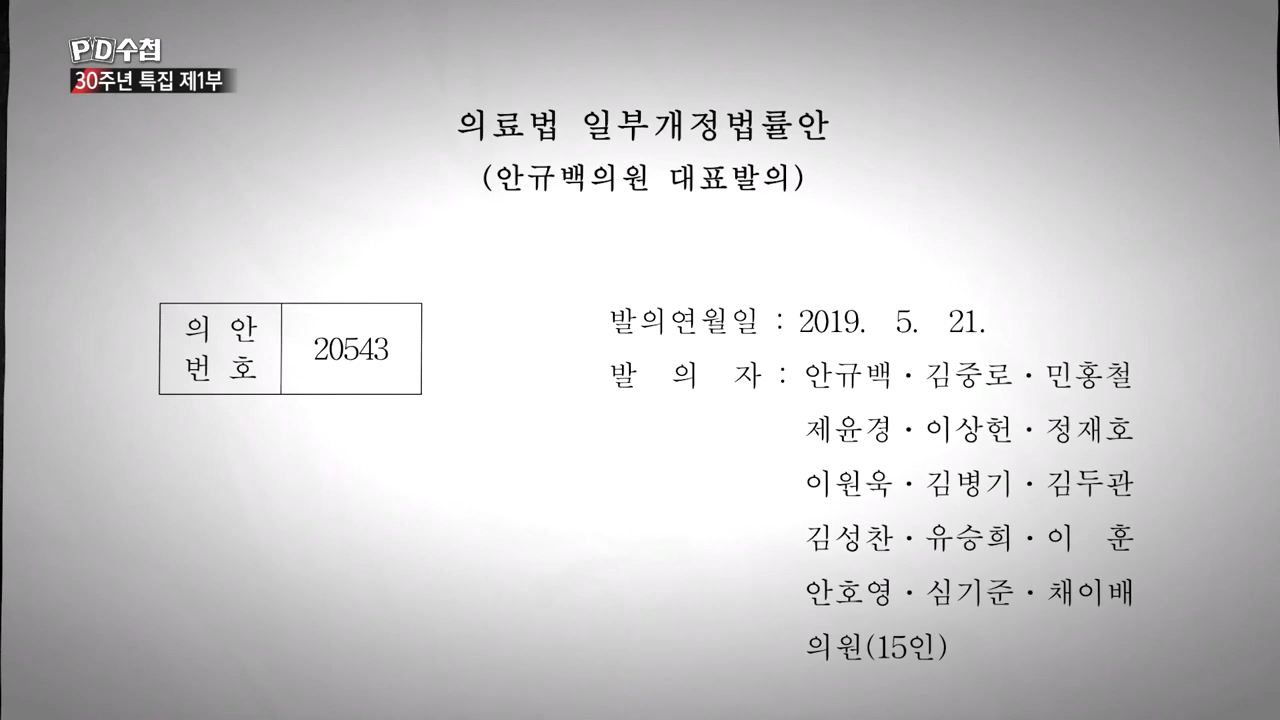 PD수첩
30주년 특집 제1부
의료법 일부개정법률안
(안규백의원 대표발의)
의 안
번 호
20543
발의연월일 : 2019. 5. 21.
발 의 자 : 안규백·김중로·민홍철
제윤경·이상헌·정재호
이원욱·김병기·김두관
김성찬·유승희·이 훈
안호영·심기준·채이배
의원(15인)